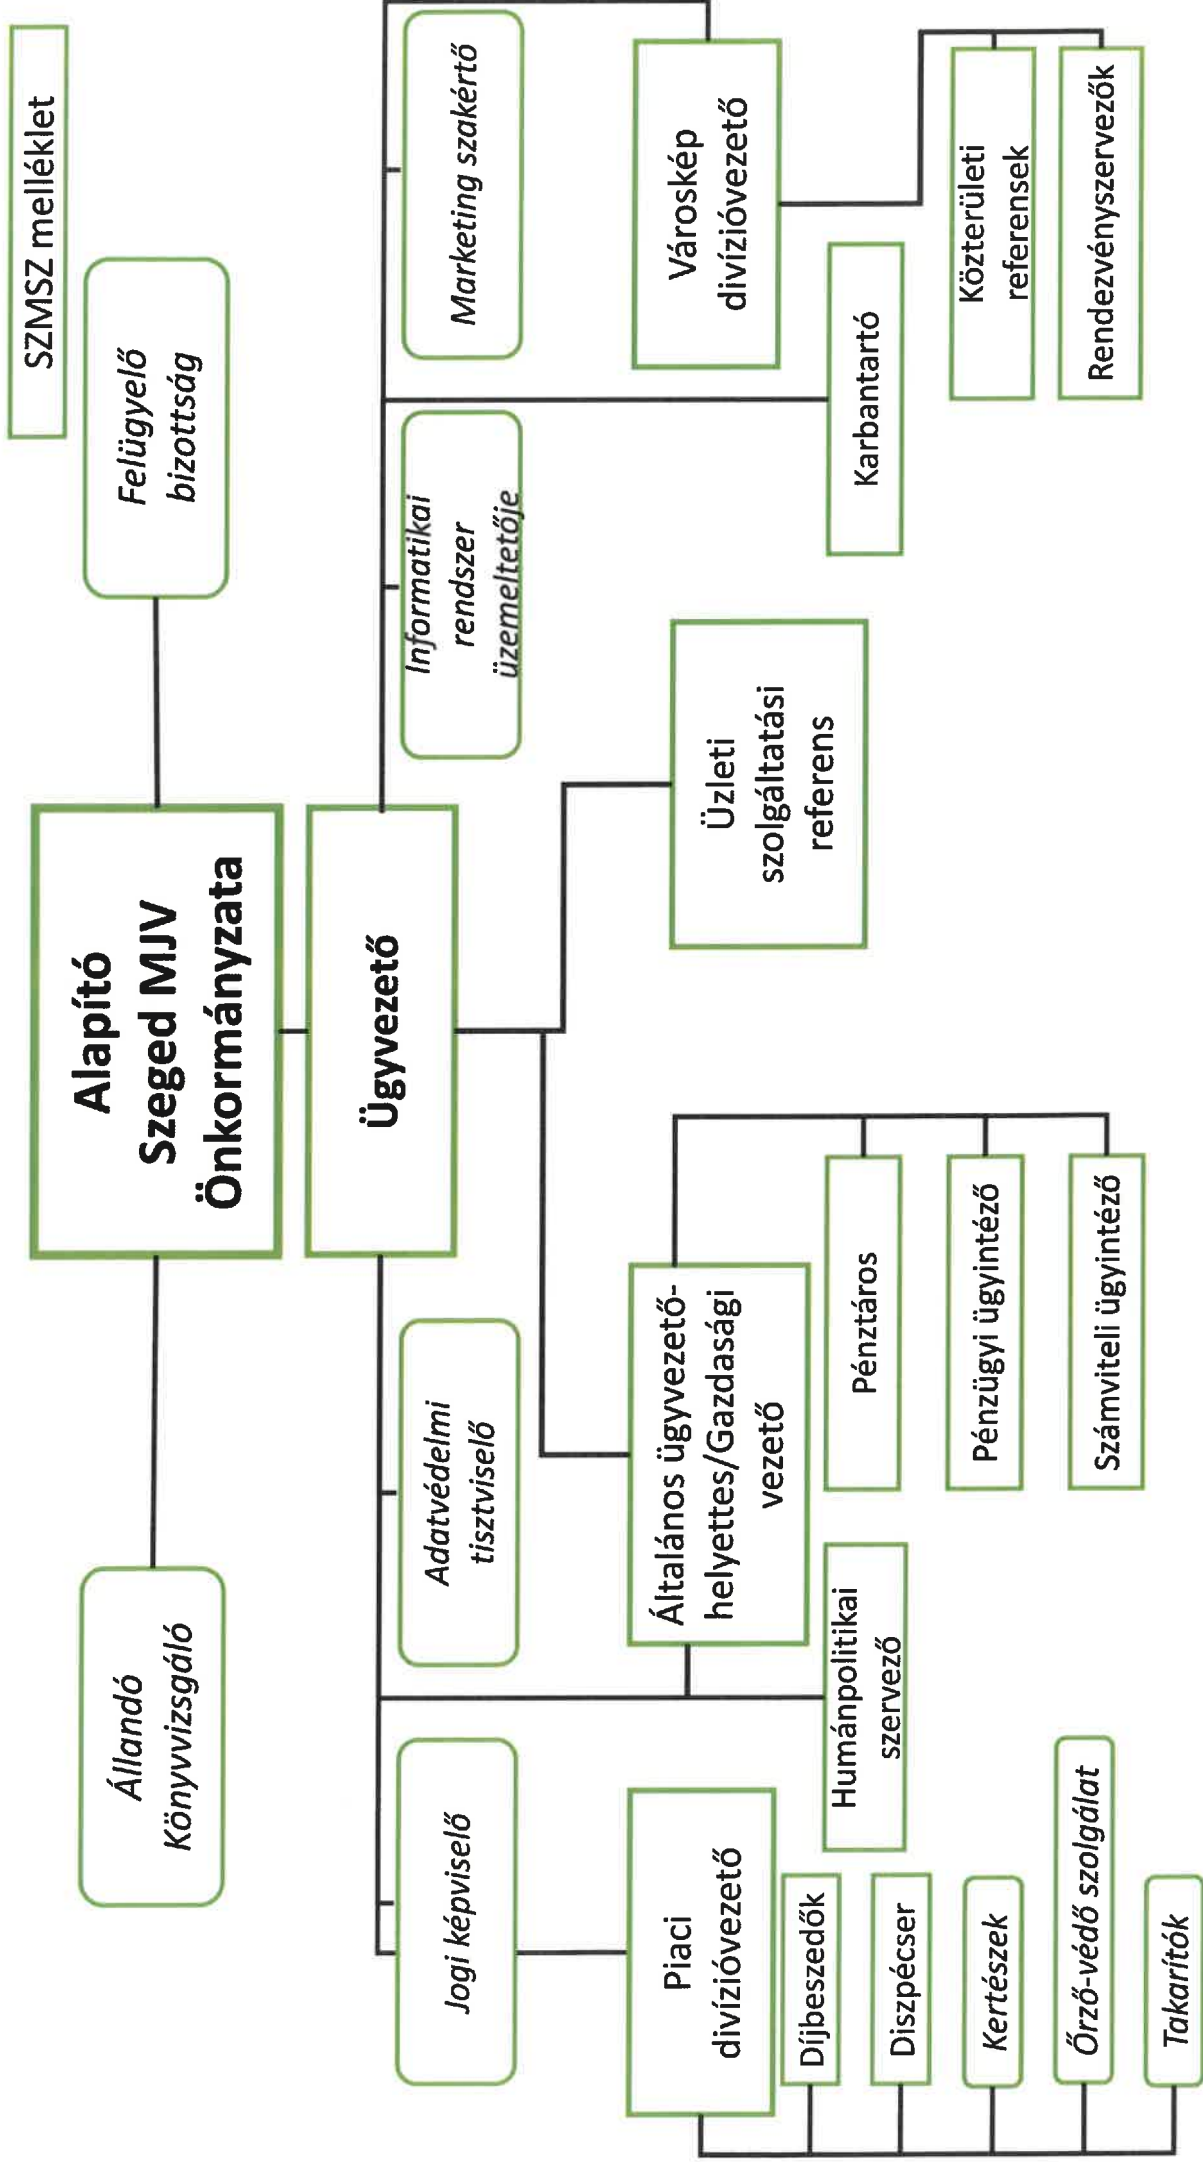 SZMSZ melléklet
Állandó
Könyvvizsgáló
Alapító
Szeged MJV
Önkormányzata
Felügyelő
bizottság
Ügyvezető
Jogi képviselő
Adatvédelmi
tisztviselő
Informatikai
rendszer
üzemeltetője
Marketing szakértő
Piaci
divízióvezető
Általános ügyvezető-
helyettes/Gazdasági
vezető
Üzleti
szolgáltatási
referens
Városkép
divízióvezető
Humánpolitikai
szervező
Karbantartó
Díjbeszedők
Diszpécser
Kertészek
Őrző-védő szolgálat
Takarítók
Pénztáros
Pénzügyi ügyintéző
Számviteli ügyintéző
Közterületi
referensek
Rendezvényszervezők